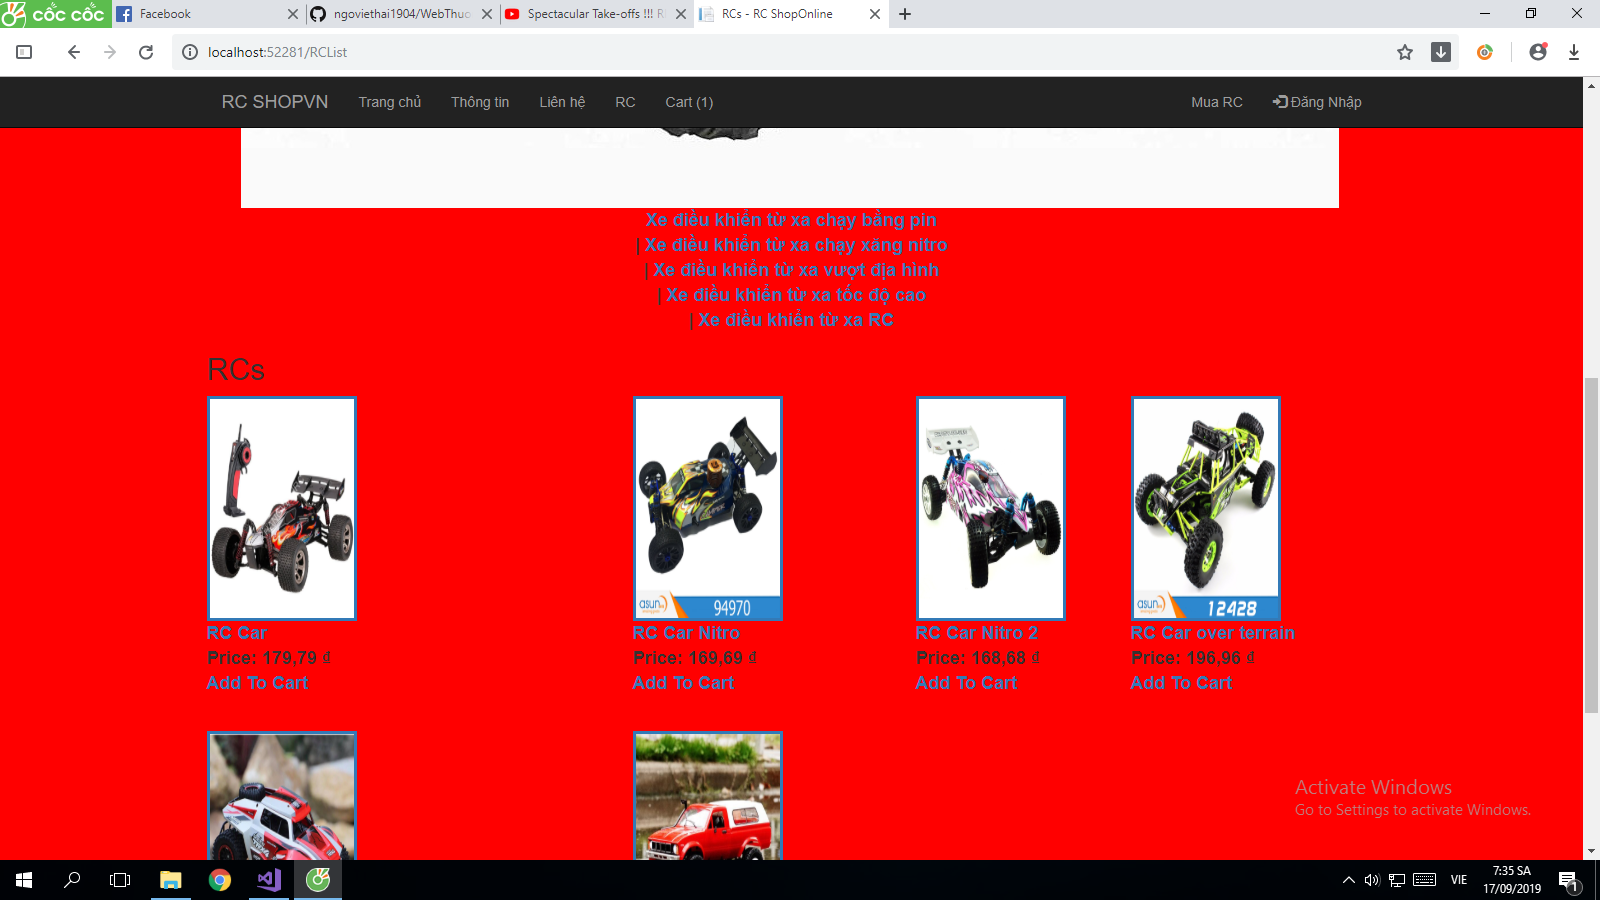 cốc cốc
Facebook
ngoviethai1904/WebThuo
Spectacular Take-offs !!! R
RCs - RC ShopOnline
localhost:52281/RCList
RC SHOPVN Trang chủ Thông tin Liên hệ RC Cart (1) Mua RC Đăng Nhập
Xe điều khiển từ xa chạy bằng pin
| Xe điều khiển từ xa chạy xăng nitro
| Xe điều khiển từ xa vượt địa hình
| Xe điều khiển từ xa tốc độ cao
| Xe điều khiển từ xa RC
RCs
asun 94970
asun 12428
RC Car
Price: 179,79 ₫
Add To Cart
RC Car Nitro
Price: 169,69 ₫
Add To Cart
RC Car Nitro 2
Price: 168,68 ₫
Add To Cart
RC Car over terrain
Price: 196,96 ₫
Add To Cart
Activate Windows
Go to Settings to activate Windows.
VIE
7:35 SA
17/09/2019
1